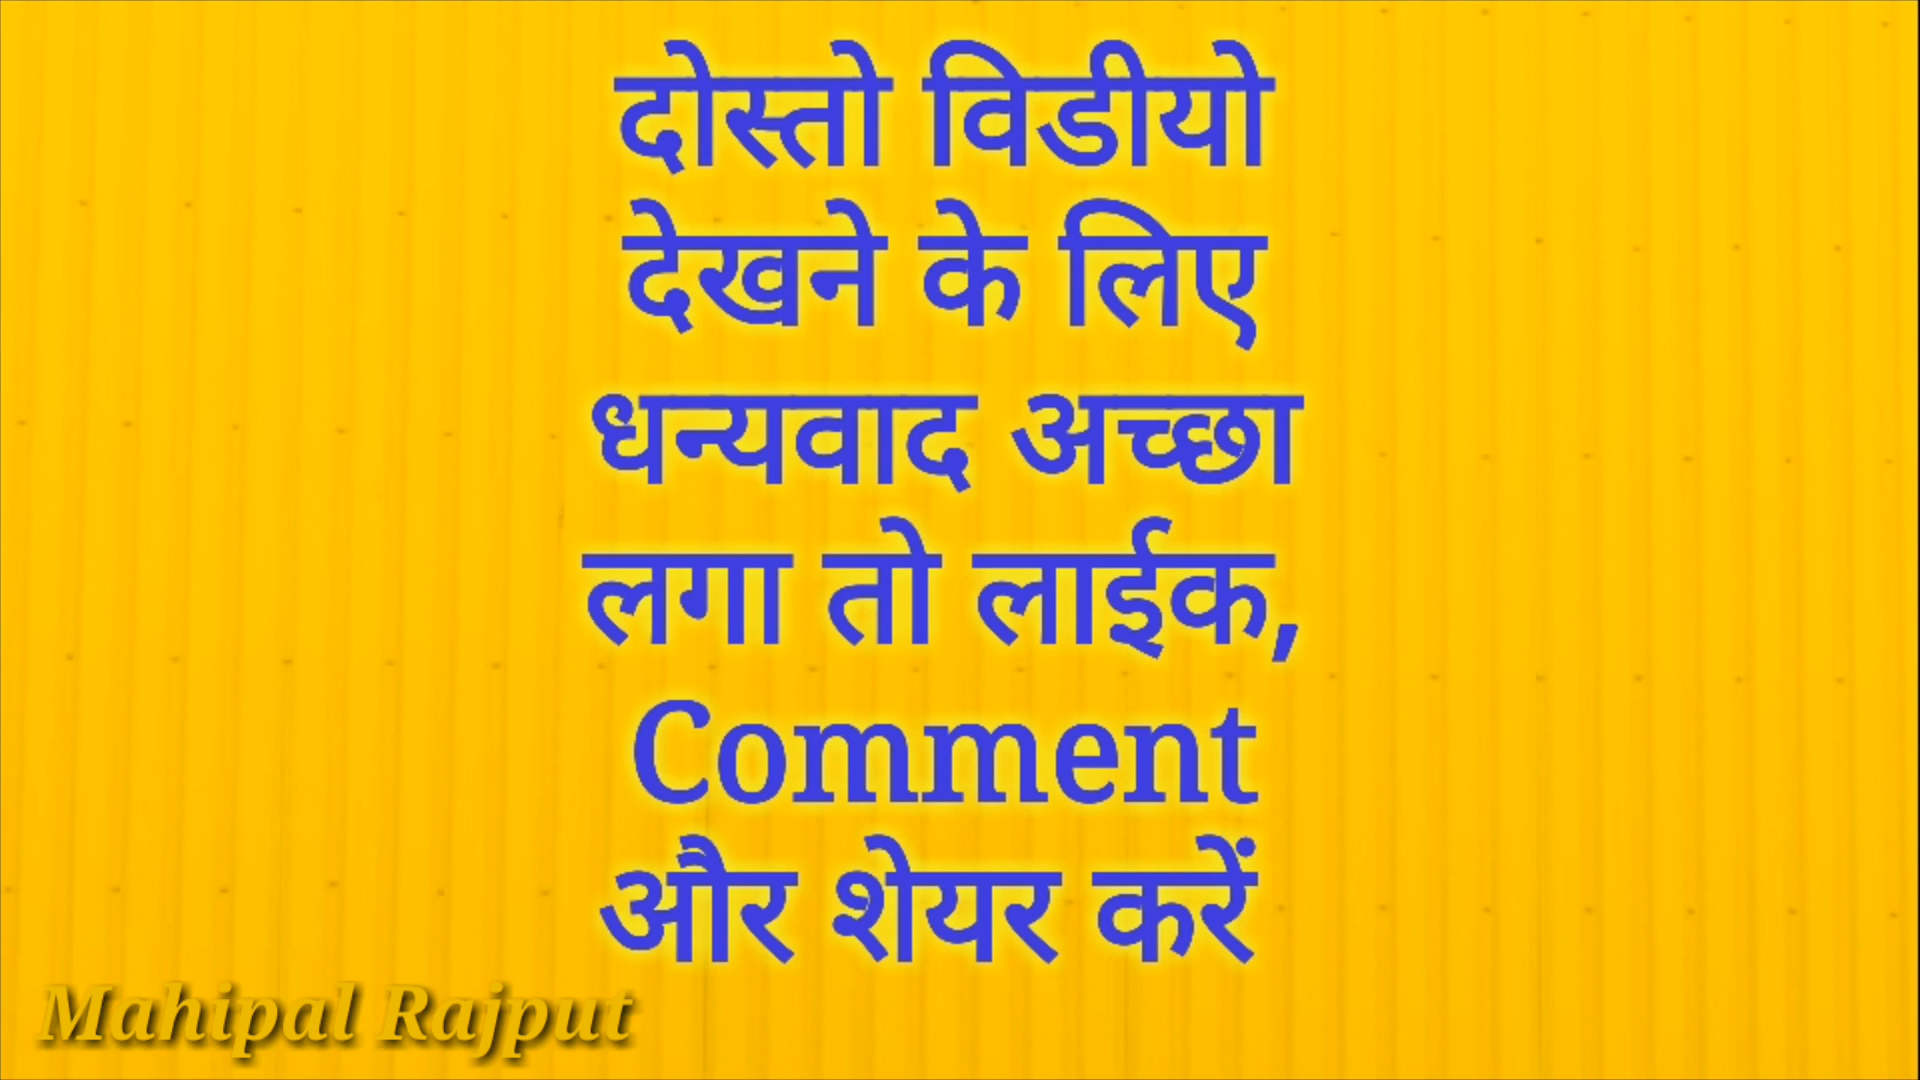 दोस्तो विडीयो
देखने के लिए
धन्यवाद अच्छा
लगा तो लाईक,
Comment
और शेयर करें
Mahipal Rajput